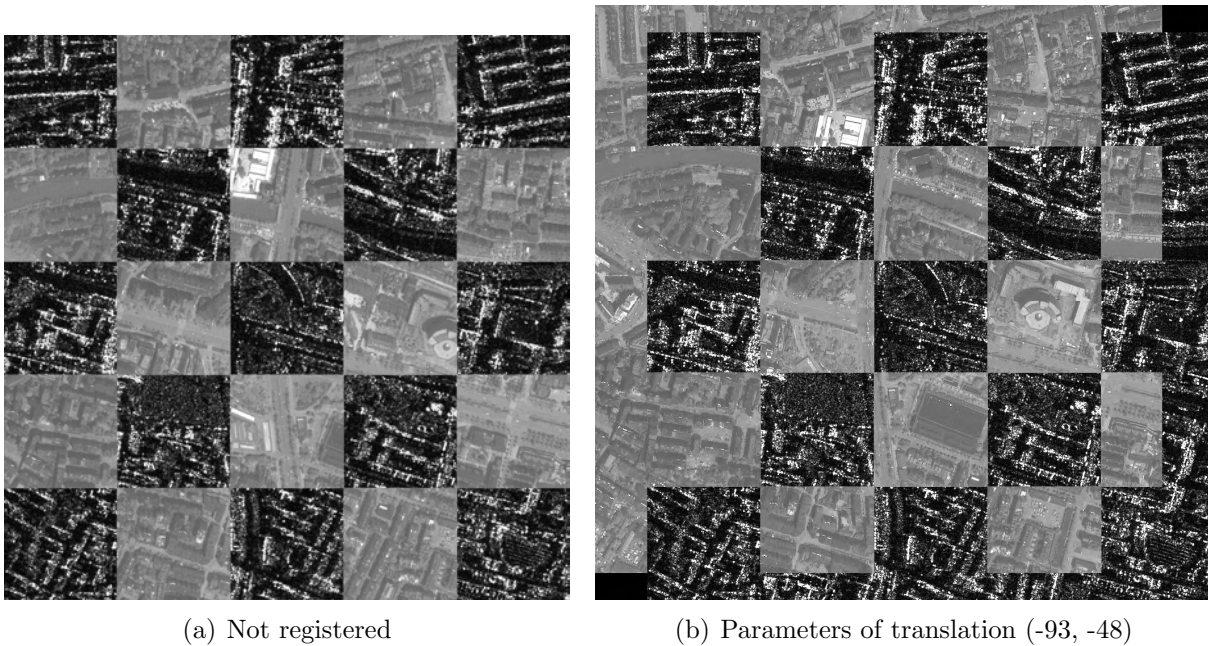 (a) Not registered
(b) Parameters of translation (-93, -48)